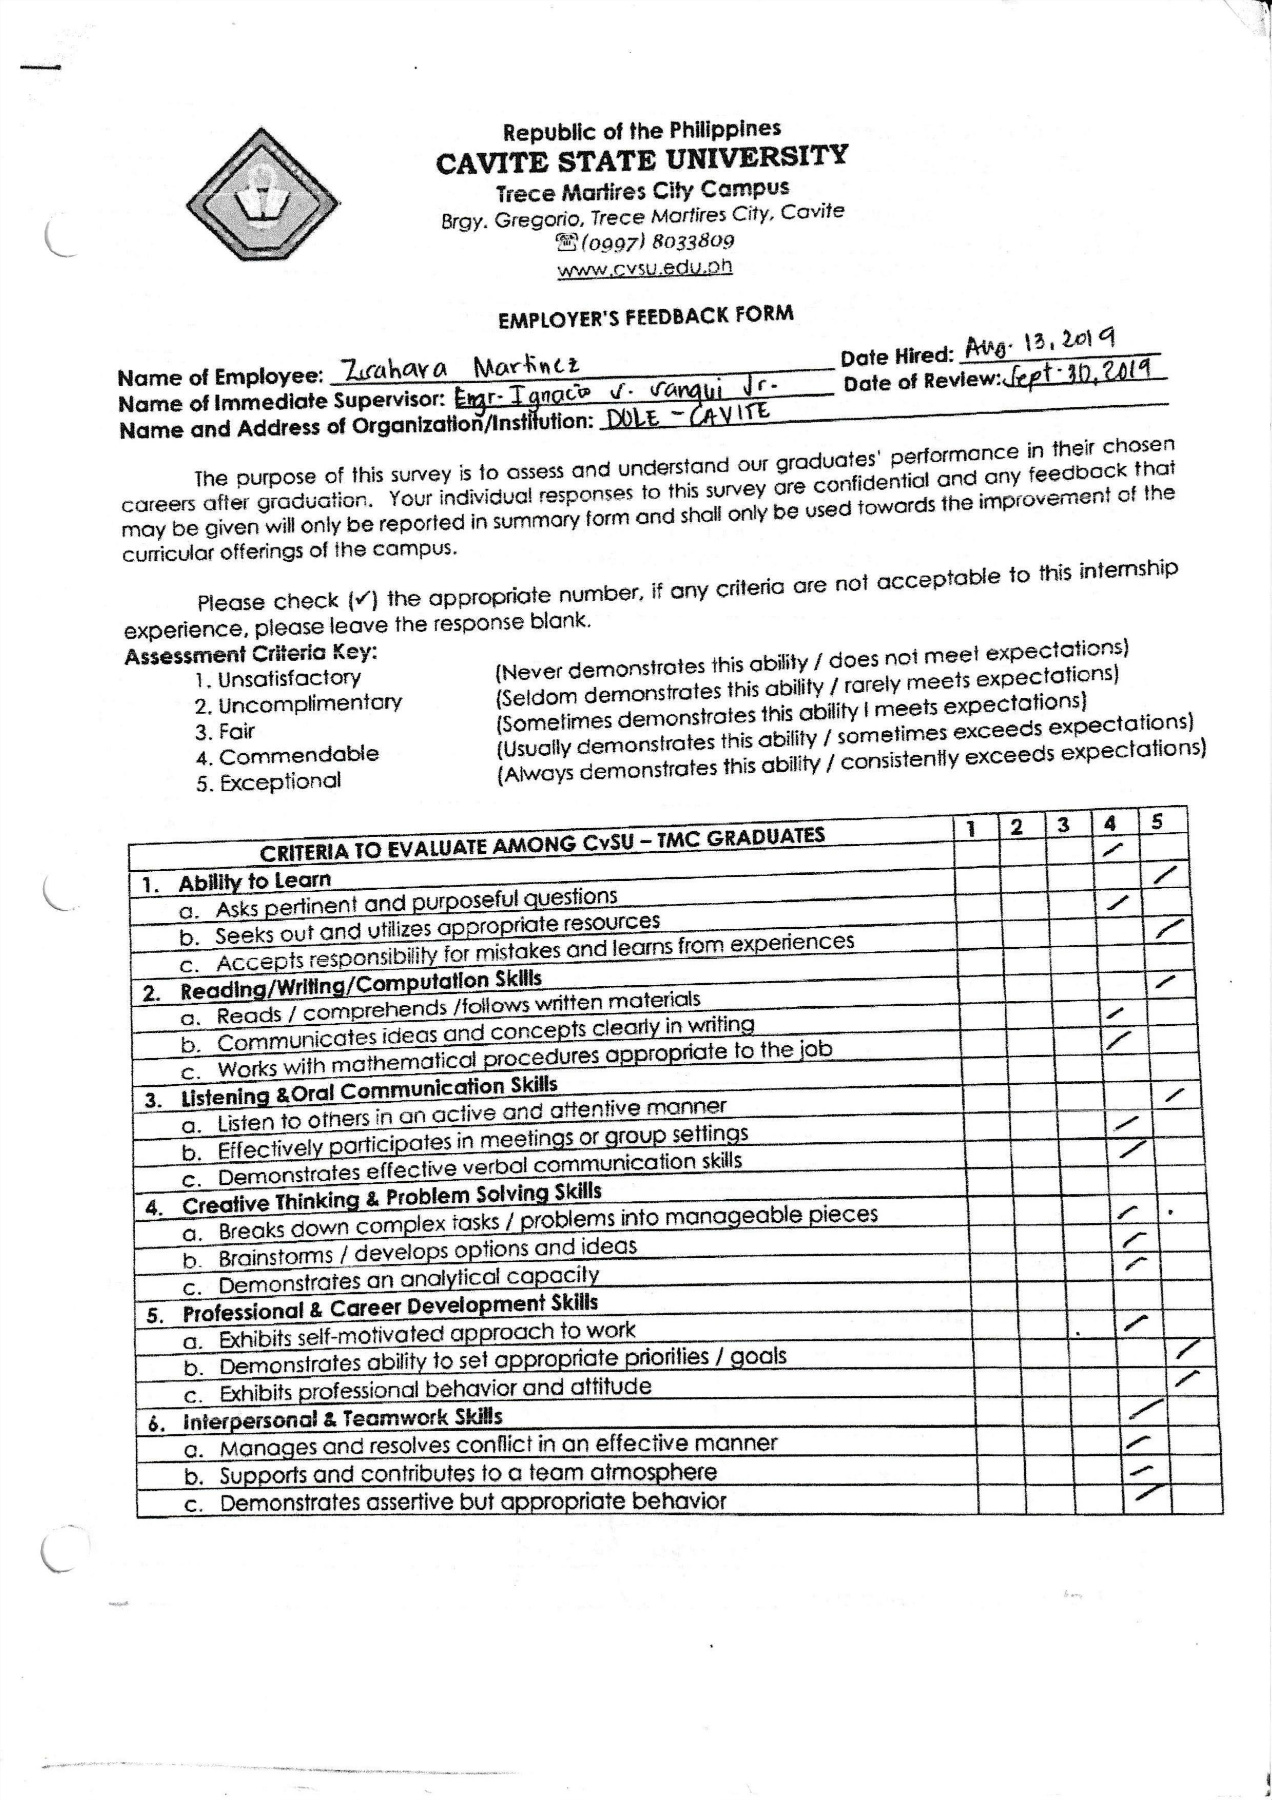 Republic of the Philippines
CAVITE STATE UNIVERSITY
Trece Martires City Campus
Brgy. Gregorio, Trece Martires City, Cavite
☎(0997) 8033809
www.cvsu.edu.ph
EMPLOYER'S FEEDBACK FORM
Name of Employee: Martinez Date Hired: Aug. 13, 2019
Name of Immediate Supervisor: Engr. Ignacio Jr. Date of Review: Sept. 30, 2019
Name and Address of Organization/Institution: DOLE - CAVITE
The purpose of this survey is to assess and understand our graduates' performance in their chosen
careers after graduation. Your individual responses to this survey are confidential and any feedback that
may be given will only be reported in summary form and shall only be used towards the improvement of the
curricular offerings of the campus.
Please check (✓) the appropriate number, if any criteria are not acceptable to this internship
experience, please leave the response blank.
Assessment Criteria Key:
1. Unsatisfactory (Never demonstrates this ability / does not meet expectations)
2. Uncomplimentary (Seldom demonstrates this ability / rarely meets expectations)
3. Fair (Sometimes demonstrates this ability I meets expectations)
4. Commendable (Usually demonstrates this ability / sometimes exceeds expectations)
5. Exceptional (Always demonstrates this ability / consistently exceeds expectations)
CRITERIA TO EVALUATE AMONG CvSU – TMC GRADUATES 1 2 3 4 5
1. Ability to Learn
a. Asks pertinent and purposeful questions
b. Seeks out and utilizes appropriate resources
c. Accepts responsibility for mistakes and learns from experiences
2. Reading/Writing/Computation Skills
a. Reads / comprehends /follows written materials
b. Communicates ideas and concepts clearly in writing
c. Works with mathematical procedures appropriate to the job
3. Listening &Oral Communication Skills
a. Listen to others in an active and attentive manner
b. Effectively participates in meetings or group settings
c. Demonstrates effective verbal communication skills
4. Creative Thinking & Problem Solving Skills
a. Breaks down complex tasks / problems into manageable pieces
b. Brainstorms / develops options and ideas
c. Demonstrates an analytical capacity
5. Professional & Career Development Skills
a. Exhibits self-motivated approach to work
b. Demonstrates ability to set appropriate priorities / goals
c. Exhibits professional behavior and attitude
6. Interpersonal & Teamwork Skills
a. Manages and resolves conflict in an effective manner
b. Supports and contributes to a team atmosphere
c. Demonstrates assertive but appropriate behavior